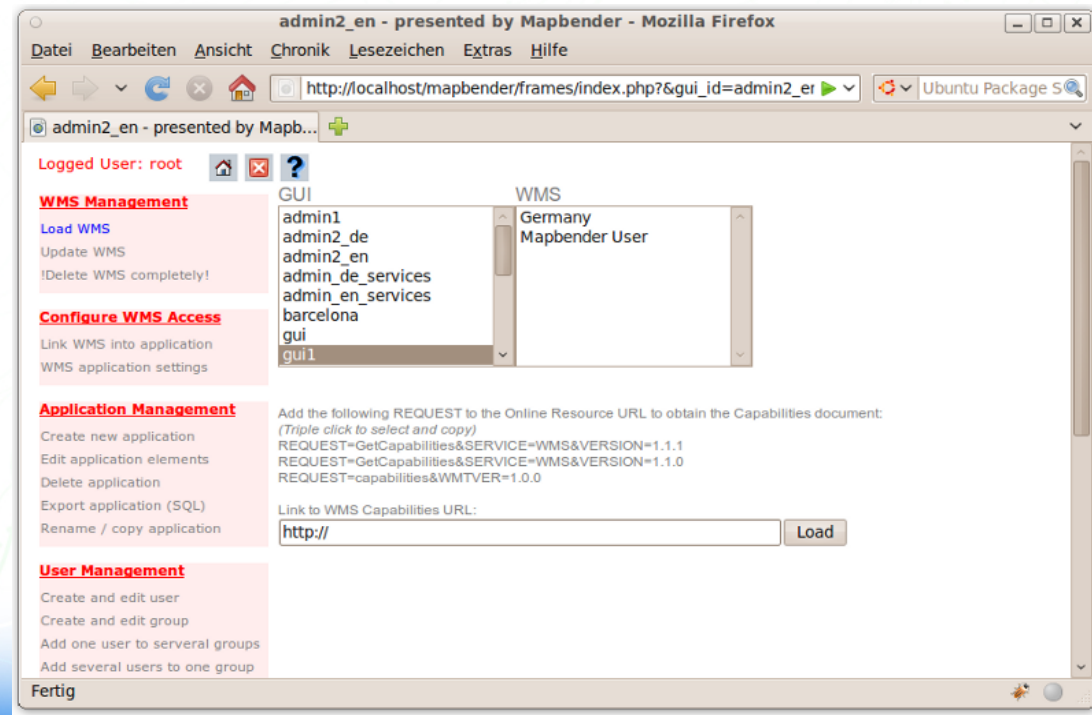 admin2_en - presented by Mapbender - Mozilla Firefox
Datei Bearbeiten Ansicht Chronik Lesezeichen Extras Hilfe
http://localhost/mapbender/frames/index.php?&gui_id=admin2_er
Ubuntu Package S
admin2_en - presented by Mapb...
Logged User: root
WMS Management
Load WMS
Update WMS
!Delete WMS completely!
Configure WMS Access
Link WMS into application
WMS application settings
Application Management
Create new application
Edit application elements
Delete application
Export application (SQL)
Rename / copy application
User Management
Create and edit user
Create and edit group
Add one user to serveral groups
Add several users to one group
GUI
admin1
admin2_de
admin2_en
admin_de_services
admin_en_services
barcelona
gui
gui1
WMS
Germany
Mapbender User
Add the following REQUEST to the Online Resource URL to obtain the Capabilities document:
(Triple click to select and copy)
REQUEST=GetCapabilities&SERVICE=WMS&VERSION=1.1.1
REQUEST=GetCapabilities&SERVICE=WMS&VERSION=1.1.0
REQUEST=capabilities&WMTVER=1.0.0
Link to WMS Capabilities URL:
http://
Load
Fertig